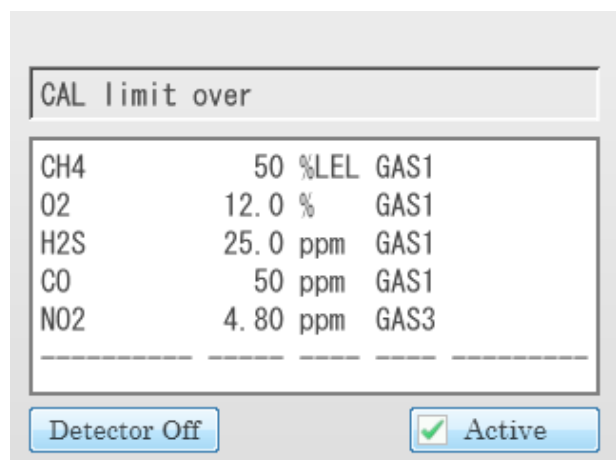 CAL limit over
CH4 50 %LEL GAS1
O2 12.0 % GAS1
H2S 25.0 ppm GAS1
CO 50 ppm GAS1
NO2 4.80 ppm GAS3
---------- ----- ---- ---- ---------
Detector Off
Active